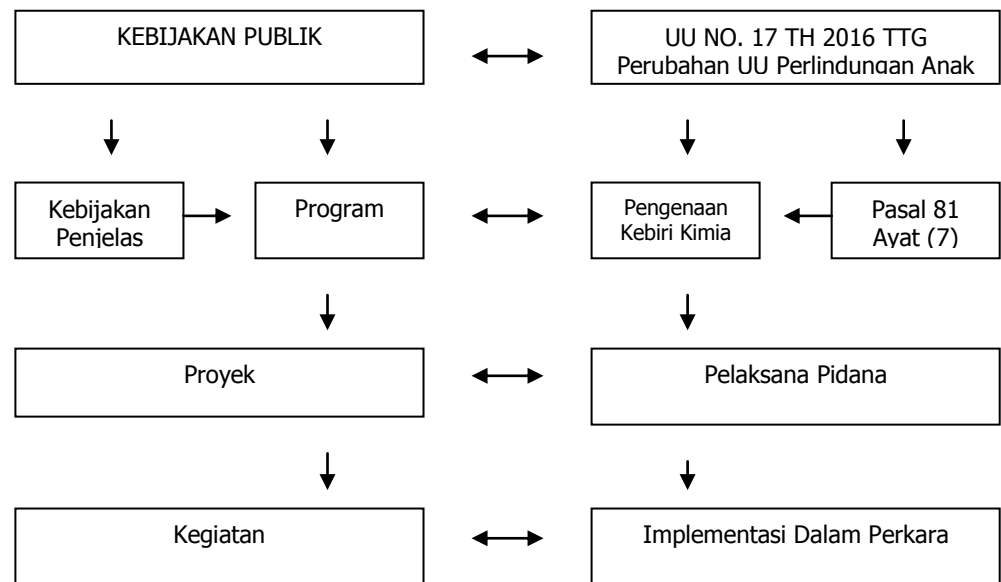 KEBIJAKAN PUBLIK
UU NO. 17 TH 2016 TTG
Perubahan UU Perlindungan Anak
Kebijakan
Penjelas
Program
Pengenaan
Kebiri Kimia
Pasal 81
Ayat (7)
Proyek
Pelaksana Pidana
Kegiatan
Implementasi Dalam Perkara